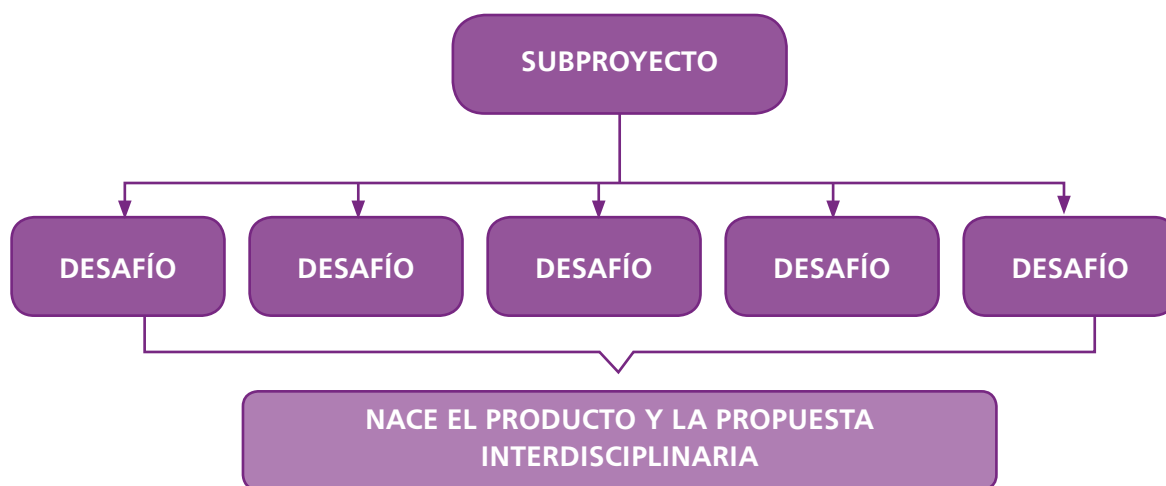 SUBPROYECTO
DESAFÍO
DESAFÍO
DESAFÍO
DESAFÍO
DESAFÍO
NACE EL PRODUCTO Y LA PROPUESTA
INTERDISCIPLINARIA